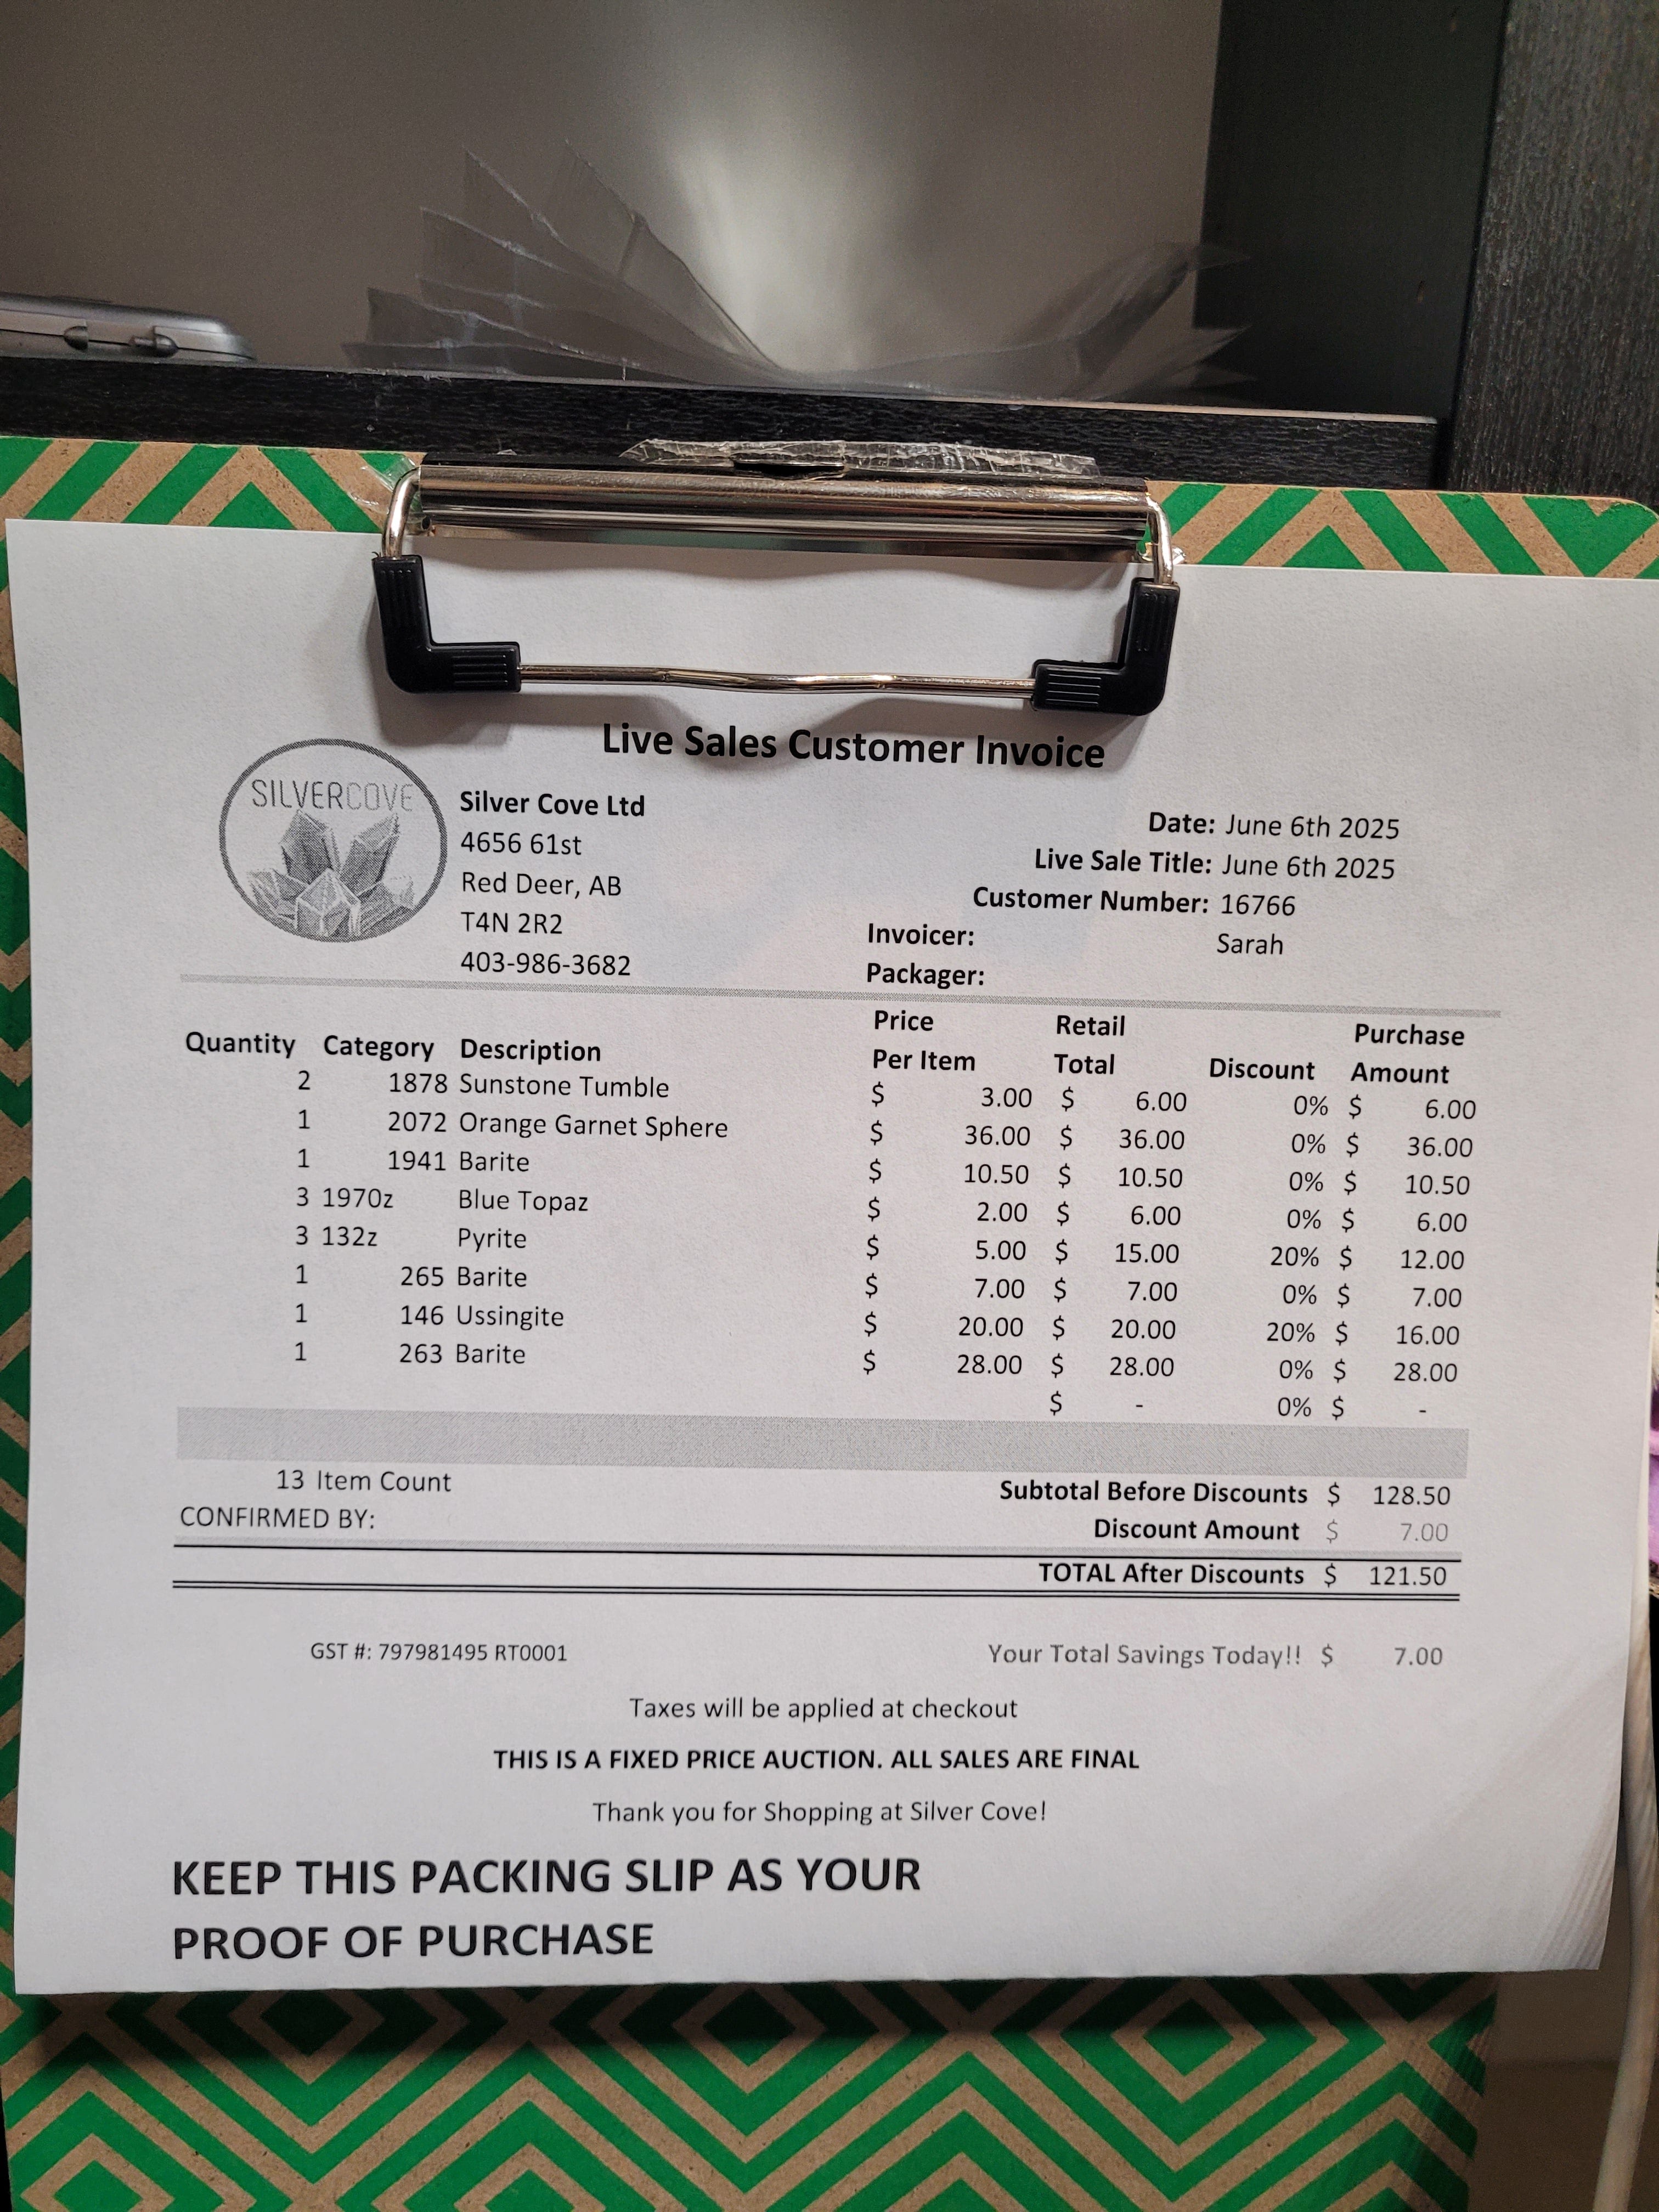 Live Sales Customer Invoice
SILVERCOVE
Silver Cove Ltd
4656 61st
Red Deer, AB
T4N 2R2
403-986-3682
Date: June 6th 2025
Live Sale Title: June 6th 2025
Customer Number: 16766
Invoicer: Sarah
Packager:
Quantity Category Description Price Per Item Retail Total Discount Purchase Amount
2 1878 Sunstone Tumble $ 3.00 $ 6.00 0% $ 6.00
1 2072 Orange Garnet Sphere $ 36.00 $ 36.00 0% $ 36.00
1 1941 Barite $ 10.50 $ 10.50 0% $ 10.50
3 1970z Blue Topaz $ 2.00 $ 6.00 0% $ 6.00
3 132z Pyrite $ 5.00 $ 15.00 20% $ 12.00
1 265 Barite $ 7.00 $ 7.00 0% $ 7.00
1 146 Ussingite $ 20.00 $ 20.00 20% $ 16.00
1 263 Barite $ 28.00 $ 28.00 0% $ 28.00
$ - 0% $ -
13 Item Count
CONFIRMED BY:
Subtotal Before Discounts $ 128.50
Discount Amount $ 7.00
TOTAL After Discounts $ 121.50
GST #: 797981495 RT0001
Your Total Savings Today!! $ 7.00
Taxes will be applied at checkout
THIS IS A FIXED PRICE AUCTION. ALL SALES ARE FINAL
Thank you for Shopping at Silver Cove!
KEEP THIS PACKING SLIP AS YOUR
PROOF OF PURCHASE